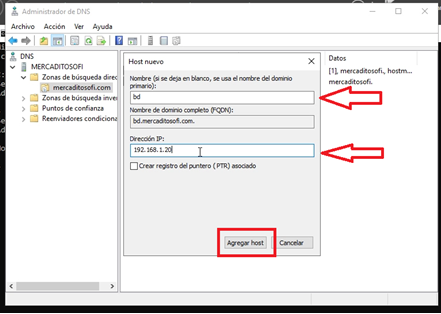 Administrador de DNS
Archivo Acción Ver Ayuda
DNS
MERCADITOSOFI
Zonas de búsqueda direc
mercaditosofi.com
Zonas de búsqueda inver
Puntos de confianza
Reenviadores condiciona
Host nuevo
Nombre (si se deja en blanco, se usa el nombre del dominio
primario):
bd
Nombre de dominio completo (FQDN):
bd.mercaditosofi.com.
Dirección IP:
192.168.1.20
Crear registro del puntero (PTR) asociado
Agregar host
Cancelar
Datos
[1], mercaditosofi., hostm...
mercaditosofi.